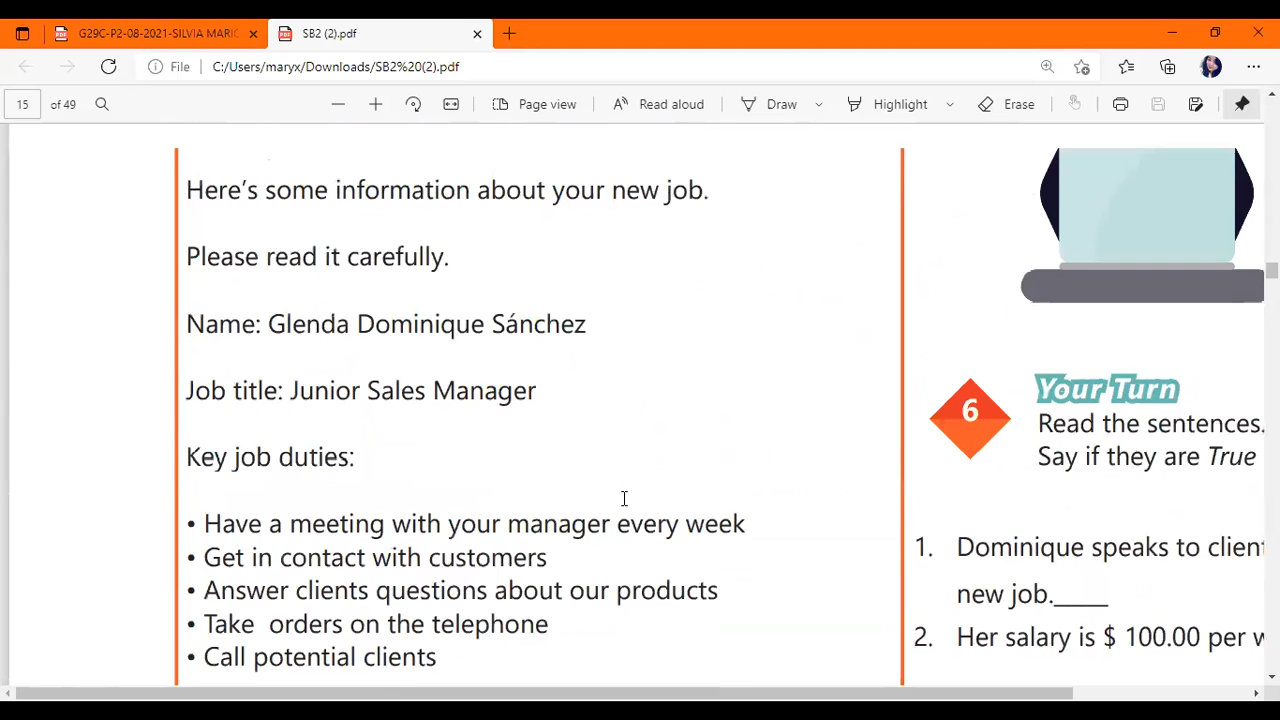 G29C-P2-08-2021-SILVIA MARIC
SB2 (2).pdf
File
C:/Users/maryx/Downloads/SB2%20(2).pdf
15 of 49
Page view
Read aloud
Draw
Highlight
Erase
Here's some information about your new job.
Please read it carefully.
Name: Glenda Dominique Sánchez
Job title: Junior Sales Manager
Key job duties:
• Have a meeting with your manager every week
• Get in contact with customers
• Answer clients questions about our products
• Take orders on the telephone
• Call potential clients
6
Your Turn
Read the sentences.
Say if they are True
1. Dominique speaks to client
new job._____
2. Her salary is $ 100.00 per w